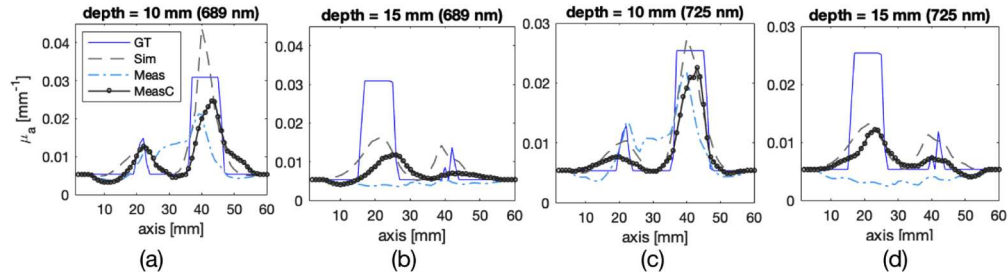 depth = 10 mm (689 nm)
depth = 15 mm (689 nm)
depth = 10 mm (725 nm)
depth = 15 mm (725 nm)
μa [mm-1]
0.04
0.03
0.02
0.01
0
GT
Sim
Meas
MeasC
10 20 30 40 50 60
axis [mm]
(a)
0.04
0.03
0.02
0.01
0
10 20 30 40 50 60
axis [mm]
(b)
0.03
0.02
0.01
0
10 20 30 40 50 60
axis [mm]
(c)
0.03
0.02
0.01
0
10 20 30 40 50 60
axis [mm]
(d)